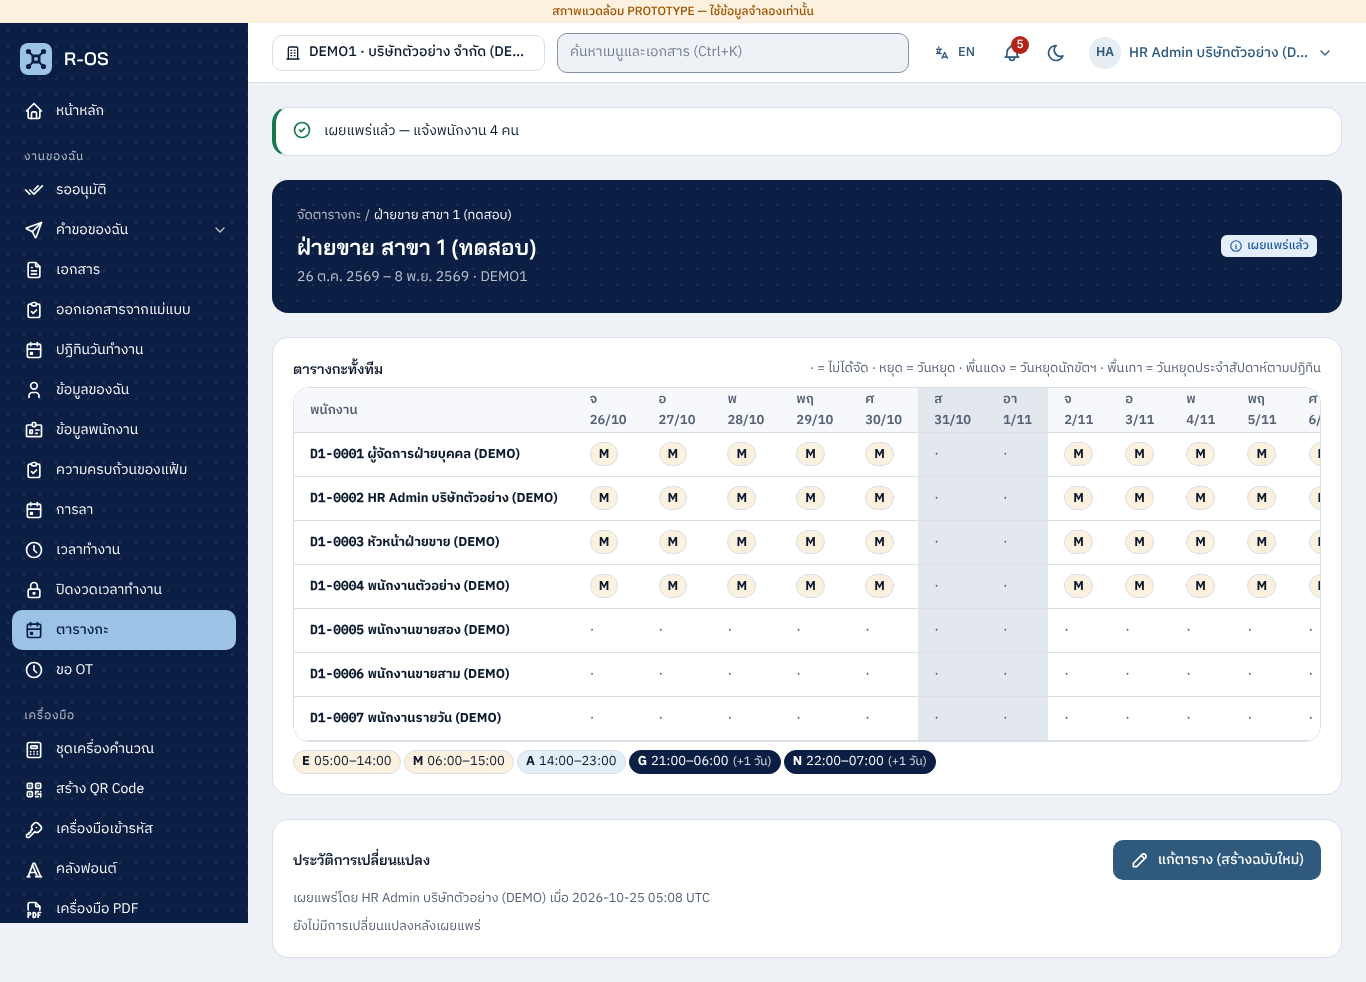 สภาพแวดล้อม PROTOTYPE — ใช้ข้อมูลจำลองเท่านั้น
R-OS
DEMO1 · บริษัทตัวอย่าง จำกัด (DE...
ค้นหาเมนูและเอกสาร (Ctrl+K)
EN
5
HA
HR Admin บริษัทตัวอย่าง (D...
หน้าหลัก
งานของฉัน
รออนุมัติ
คำขอของฉัน
เอกสาร
ออกเอกสารจากแม่แบบ
ปฏิทินวันทำงาน
ข้อมูลของฉัน
ข้อมูลพนักงาน
ความครบถ้วนของแฟ้ม
การลา
เวลาทำงาน
ปิดงวดเวลาทำงาน
ตารางกะ
ขอ OT
เครื่องมือ
ชุดเครื่องคำนวณ
สร้าง QR Code
เครื่องมือเข้ารหัส
คลังฟอนต์
เครื่องมือ PDF
เผยแพร่แล้ว — แจ้งพนักงาน 4 คน
จัดตารางกะ / ฝ่ายขาย สาขา 1 (ทดสอบ)
ฝ่ายขาย สาขา 1 (ทดสอบ)
26 ต.ค. 2569 – 8 พ.ย. 2569 · DEMO1
เผยแพร่แล้ว
ตารางกะทั้งทีม
· = ไม่ได้จัด · หยุด = วันหยุด · พื้นแดง = วันหยุดนักขัตฯ · พื้นเทา = วันหยุดประจำสัปดาห์ตามปฏิทิน
พนักงาน จ 26/10 อ 27/10 พ 28/10 พฤ 29/10 ศ 30/10 ส 31/10 อา 1/11 จ 2/11 อ 3/11 พ 4/11 พฤ 5/11 ศ 6/
D1-0001 ผู้จัดการฝ่ายบุคคล (DEMO) M M M M M · · M M M M
D1-0002 HR Admin บริษัทตัวอย่าง (DEMO) M M M M M · · M M M M
D1-0003 หัวหน้าฝ่ายขาย (DEMO) M M M M M · · M M M M
D1-0004 พนักงานตัวอย่าง (DEMO) M M M M M · · M M M M
D1-0005 พนักงานขายสอง (DEMO) · · · · · · · · · · · ·
D1-0006 พนักงานขายสาม (DEMO) · · · · · · · · · · · ·
D1-0007 พนักงานรายวัน (DEMO) · · · · · · · · · · · ·
E 05:00–14:00 M 06:00–15:00 A 14:00–23:00 G 21:00–06:00 (+1 วัน) N 22:00–07:00 (+1 วัน)
ประวัติการเปลี่ยนแปลง
แก้ตาราง (สร้างฉบับใหม่)
เผยแพร่โดย HR Admin บริษัทตัวอย่าง (DEMO) เมื่อ 2026-10-25 05:08 UTC
ยังไม่มีการเปลี่ยนแปลงหลังเผยแพร่